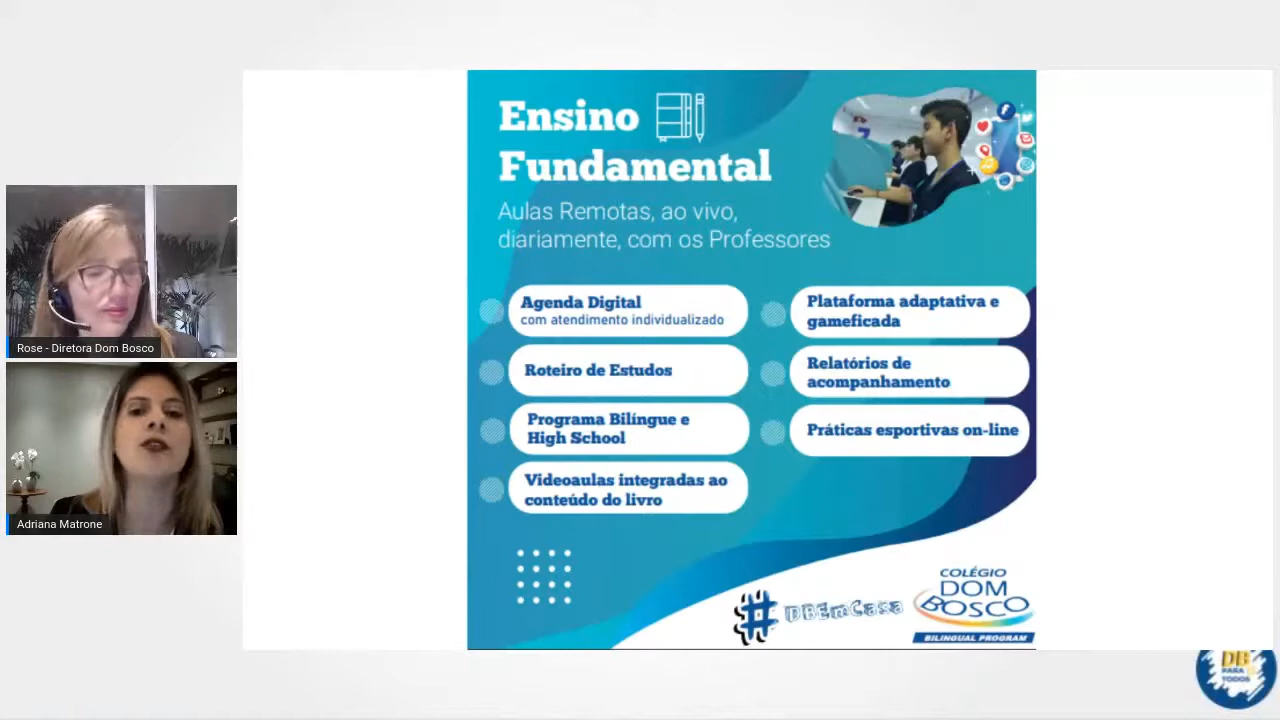 Ensino
Fundamental
Aulas Remotas, ao vivo,
diariamente, com os Professores
Agenda Digital
com atendimento individualizado
Roteiro de Estudos
Programa Bilíngue e
High School
Videoaulas integradas ao
conteúdo do livro
Plataforma adaptativa e
gameficada
Relatórios de
acompanhamento
Práticas esportivas on-line
#DBEmCasa
COLÉGIO
DOM
BOSCO
BILINGUAL PROGRAM
Rose - Diretora Dom Bosco
Adriana Matrone
DB
PARA
TODOS